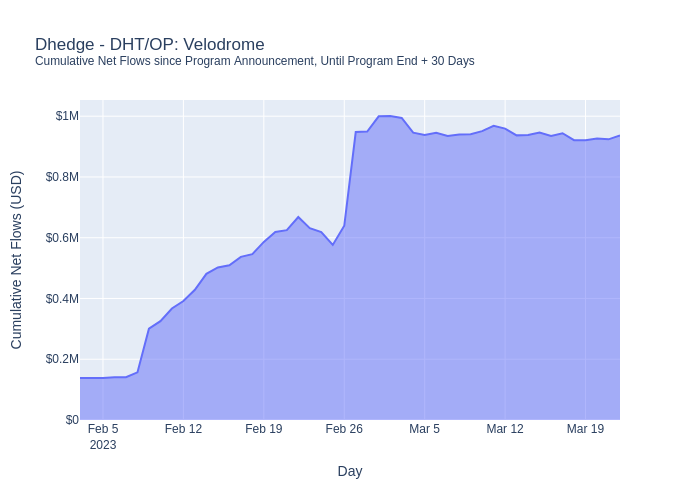 Dhedge - DHT/OP: Velodrome
Cumulative Net Flows since Program Announcement, Until Program End + 30 Days
Cumulative Net Flows (USD)
$1M
$0.8M
$0.6M
$0.4M
$0.2M
$0
Feb 5 Feb 12 Feb 19 Feb 26 Mar 5 Mar 12 Mar 19
2023
Day